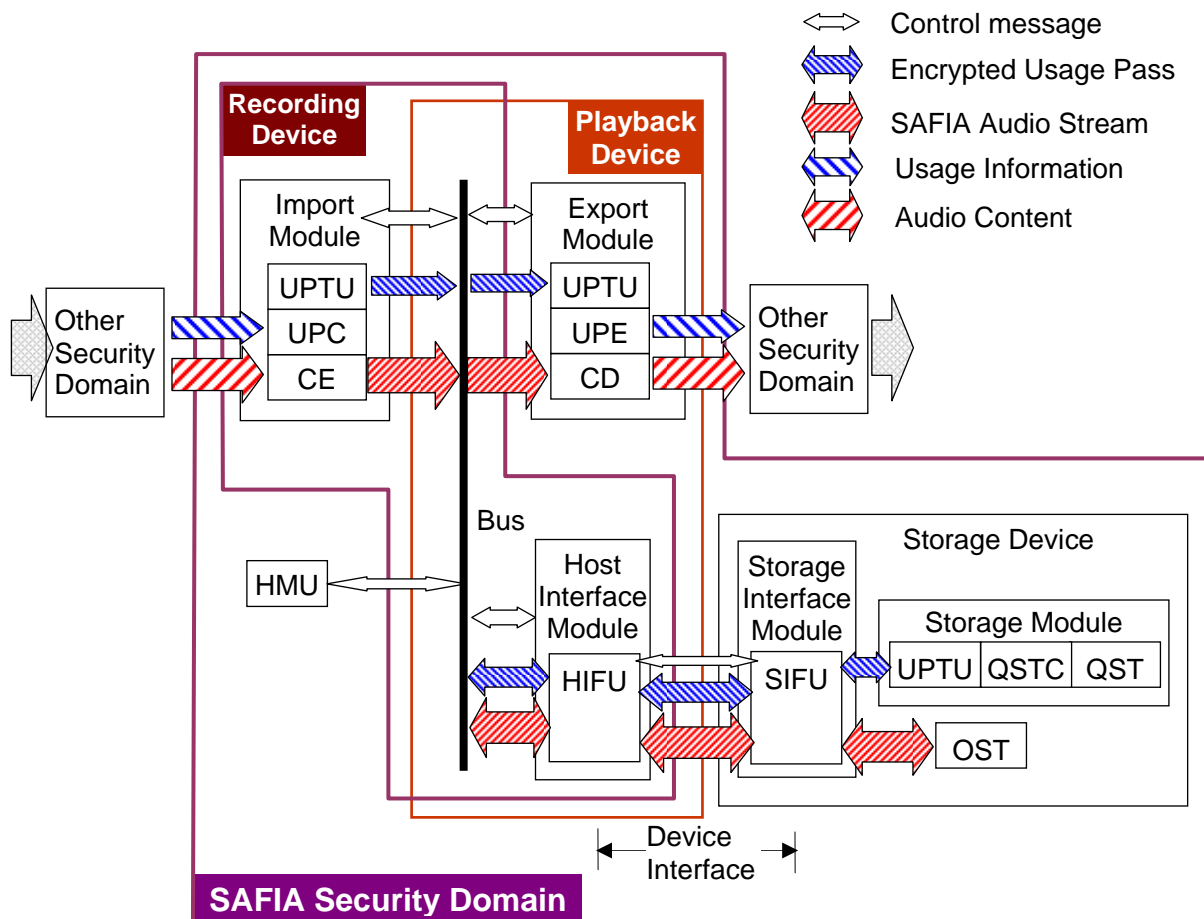 Control message
Encrypted Usage Pass
SAFIA Audio Stream
Usage Information
Audio Content
Recording
Device
Playback
Device
Import
Module
UPTU
UPC
CE
Export
Module
UPTU
UPE
CD
Other
Security
Domain
Other
Security
Domain
Bus
HMU
Host
Interface
Module
HIFU
Storage
Interface
Module
SIFU
Storage Device
Storage Module
UPTU
QSTC
QST
OST
Device
Interface
SAFIA Security Domain